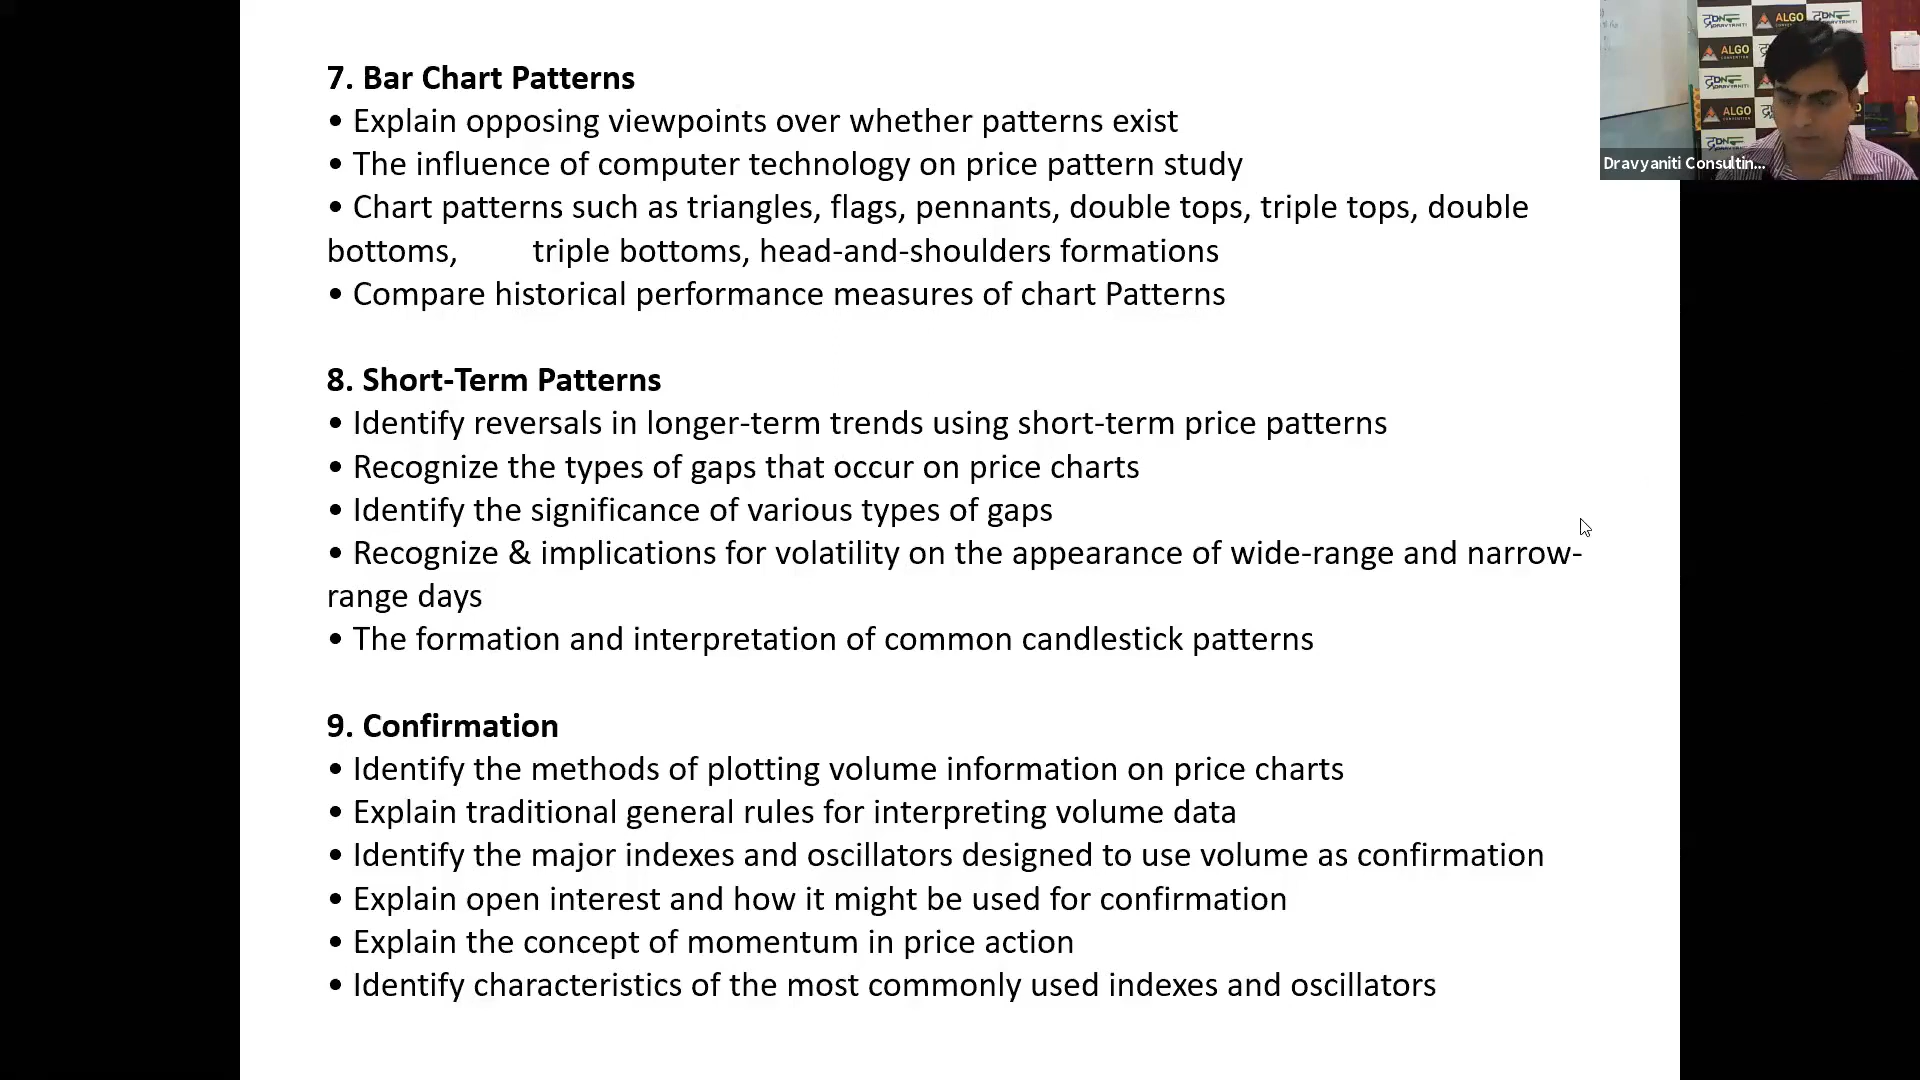 7. Bar Chart Patterns
• Explain opposing viewpoints over whether patterns exist
• The influence of computer technology on price pattern study
• Chart patterns such as triangles, flags, pennants, double tops, triple tops, double
bottoms, triple bottoms, head-and-shoulders formations
• Compare historical performance measures of chart Patterns
8. Short-Term Patterns
• Identify reversals in longer-term trends using short-term price patterns
• Recognize the types of gaps that occur on price charts
• Identify the significance of various types of gaps
• Recognize & implications for volatility on the appearance of wide-range and narrow-
range days
• The formation and interpretation of common candlestick patterns
9. Confirmation
• Identify the methods of plotting volume information on price charts
• Explain traditional general rules for interpreting volume data
• Identify the major indexes and oscillators designed to use volume as confirmation
• Explain open interest and how it might be used for confirmation
• Explain the concept of momentum in price action
• Identify characteristics of the most commonly used indexes and oscillators
ALGO
ALGO
ALGO
Dravyaniti Consultin...